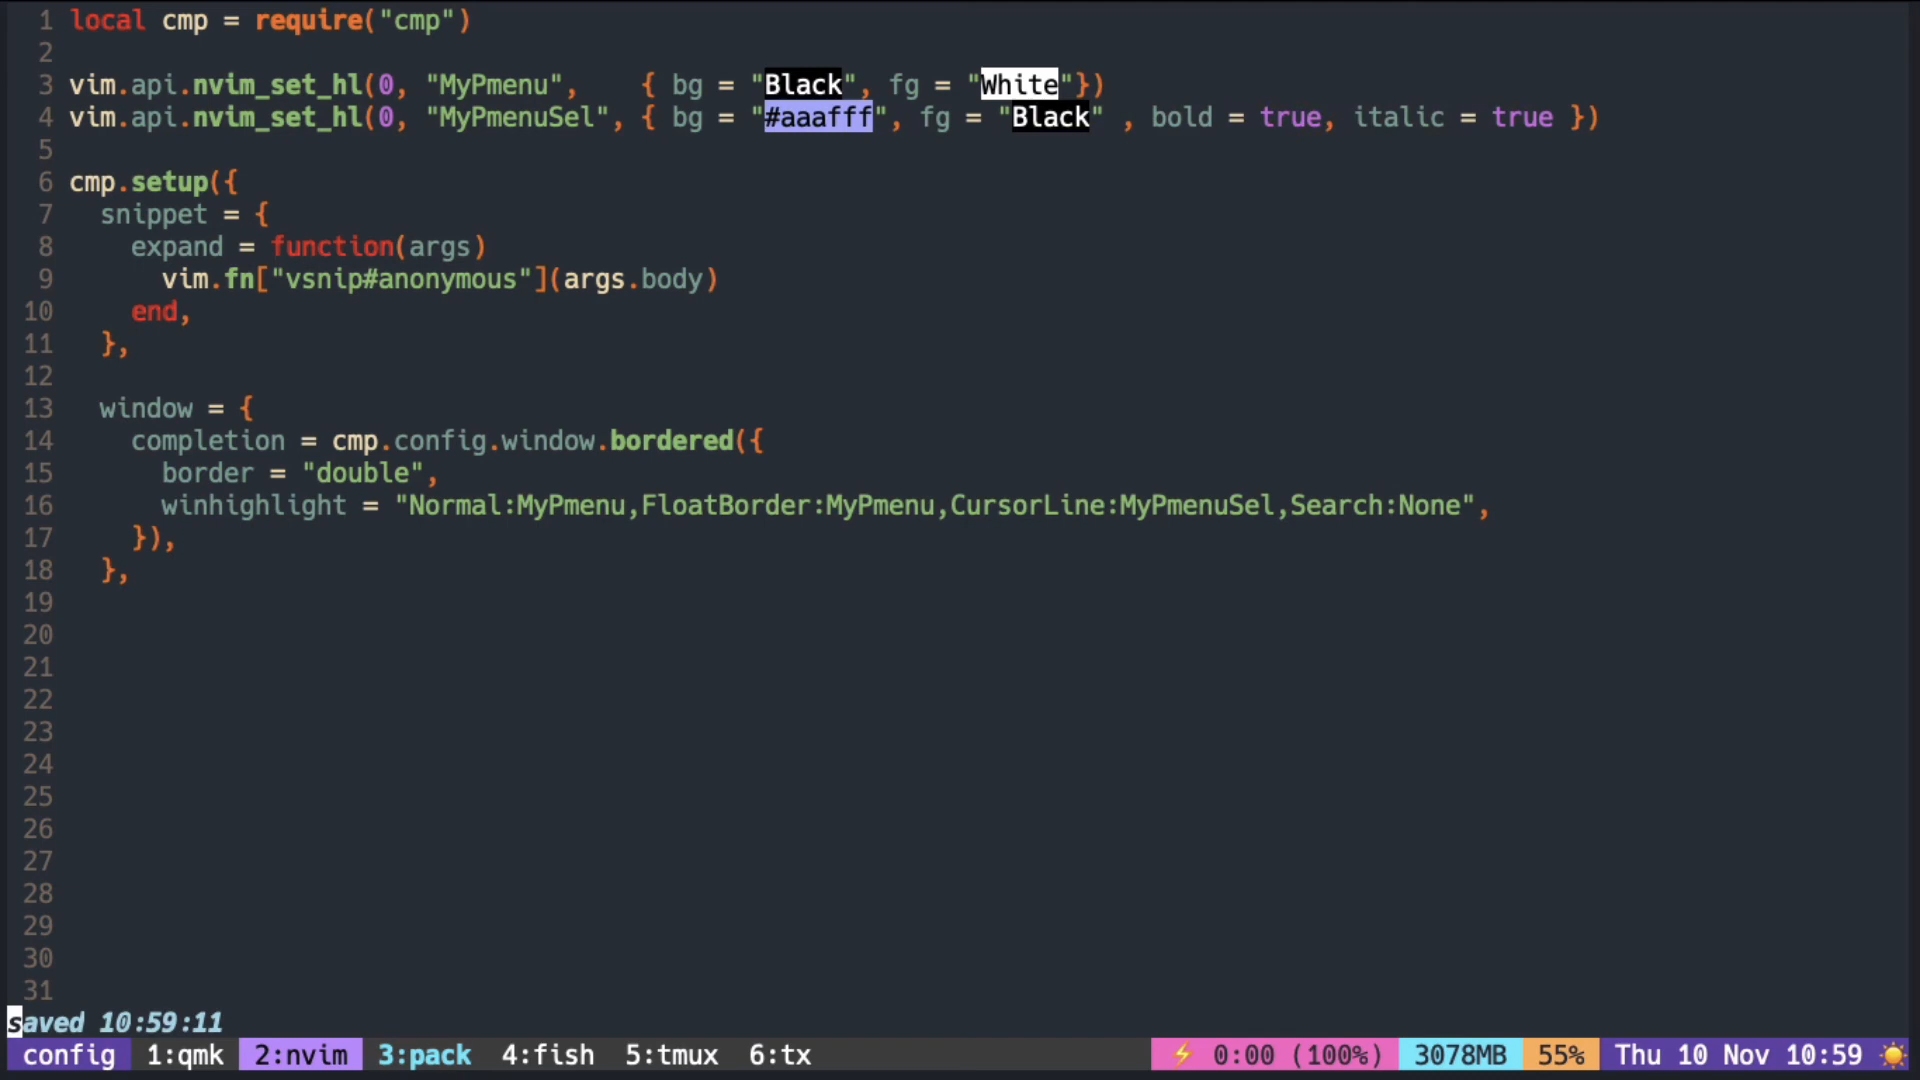 1 local cmp = require("cmp")
2
3 vim.api.nvim_set_hl(0, "MyPmenu",    { bg = "Black", fg = "White"})
4 vim.api.nvim_set_hl(0, "MyPmenuSel", { bg = "#aaafff", fg = "Black" , bold = true, italic = true })
5
6 cmp.setup({
7   snippet = {
8     expand = function(args)
9       vim.fn["vsnip#anonymous"](args.body)
10     end,
11   },
12
13   window = {
14     completion = cmp.config.window.bordered({
15       border = "double",
16       winhighlight = "Normal:MyPmenu,FloatBorder:MyPmenu,CursorLine:MyPmenuSel,Search:None",
17     }),
18   },
19
20
21
22
23
24
25
26
27
28
29
30
31
saved 10:59:11
config 1:qmk 2:nvim 3:pack 4:fish 5:tmux 6:tx ⚡ 0:00 (100%) 3078MB 55% Thu 10 Nov 10:59 ☀️